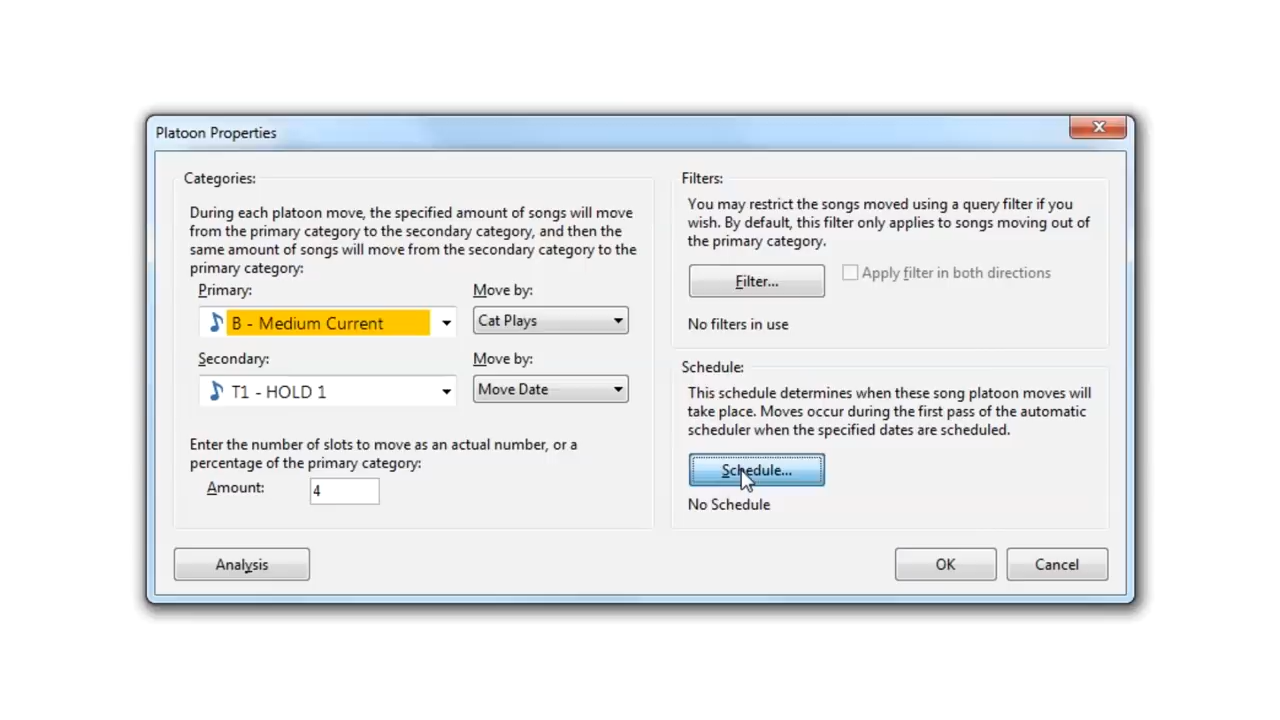 Platoon Properties
Categories:
During each platoon move, the specified amount of songs will move
from the primary category to the secondary category, and then the
same amount of songs will move from the secondary category to the
primary category:
Primary:
Move by:
B - Medium Current
Cat Plays
Secondary:
Move by:
T1 - HOLD 1
Move Date
Enter the number of slots to move as an actual number, or a
percentage of the primary category:
Amount:
4
Analysis
Filters:
You may restrict the songs moved using a query filter if you
wish. By default, this filter only applies to songs moving out of
the primary category.
Filter...
Apply filter in both directions
No filters in use
Schedule:
This schedule determines when these song platoon moves will
take place. Moves occur during the first pass of the automatic
scheduler when the specified dates are scheduled.
Schedule...
No Schedule
OK
Cancel